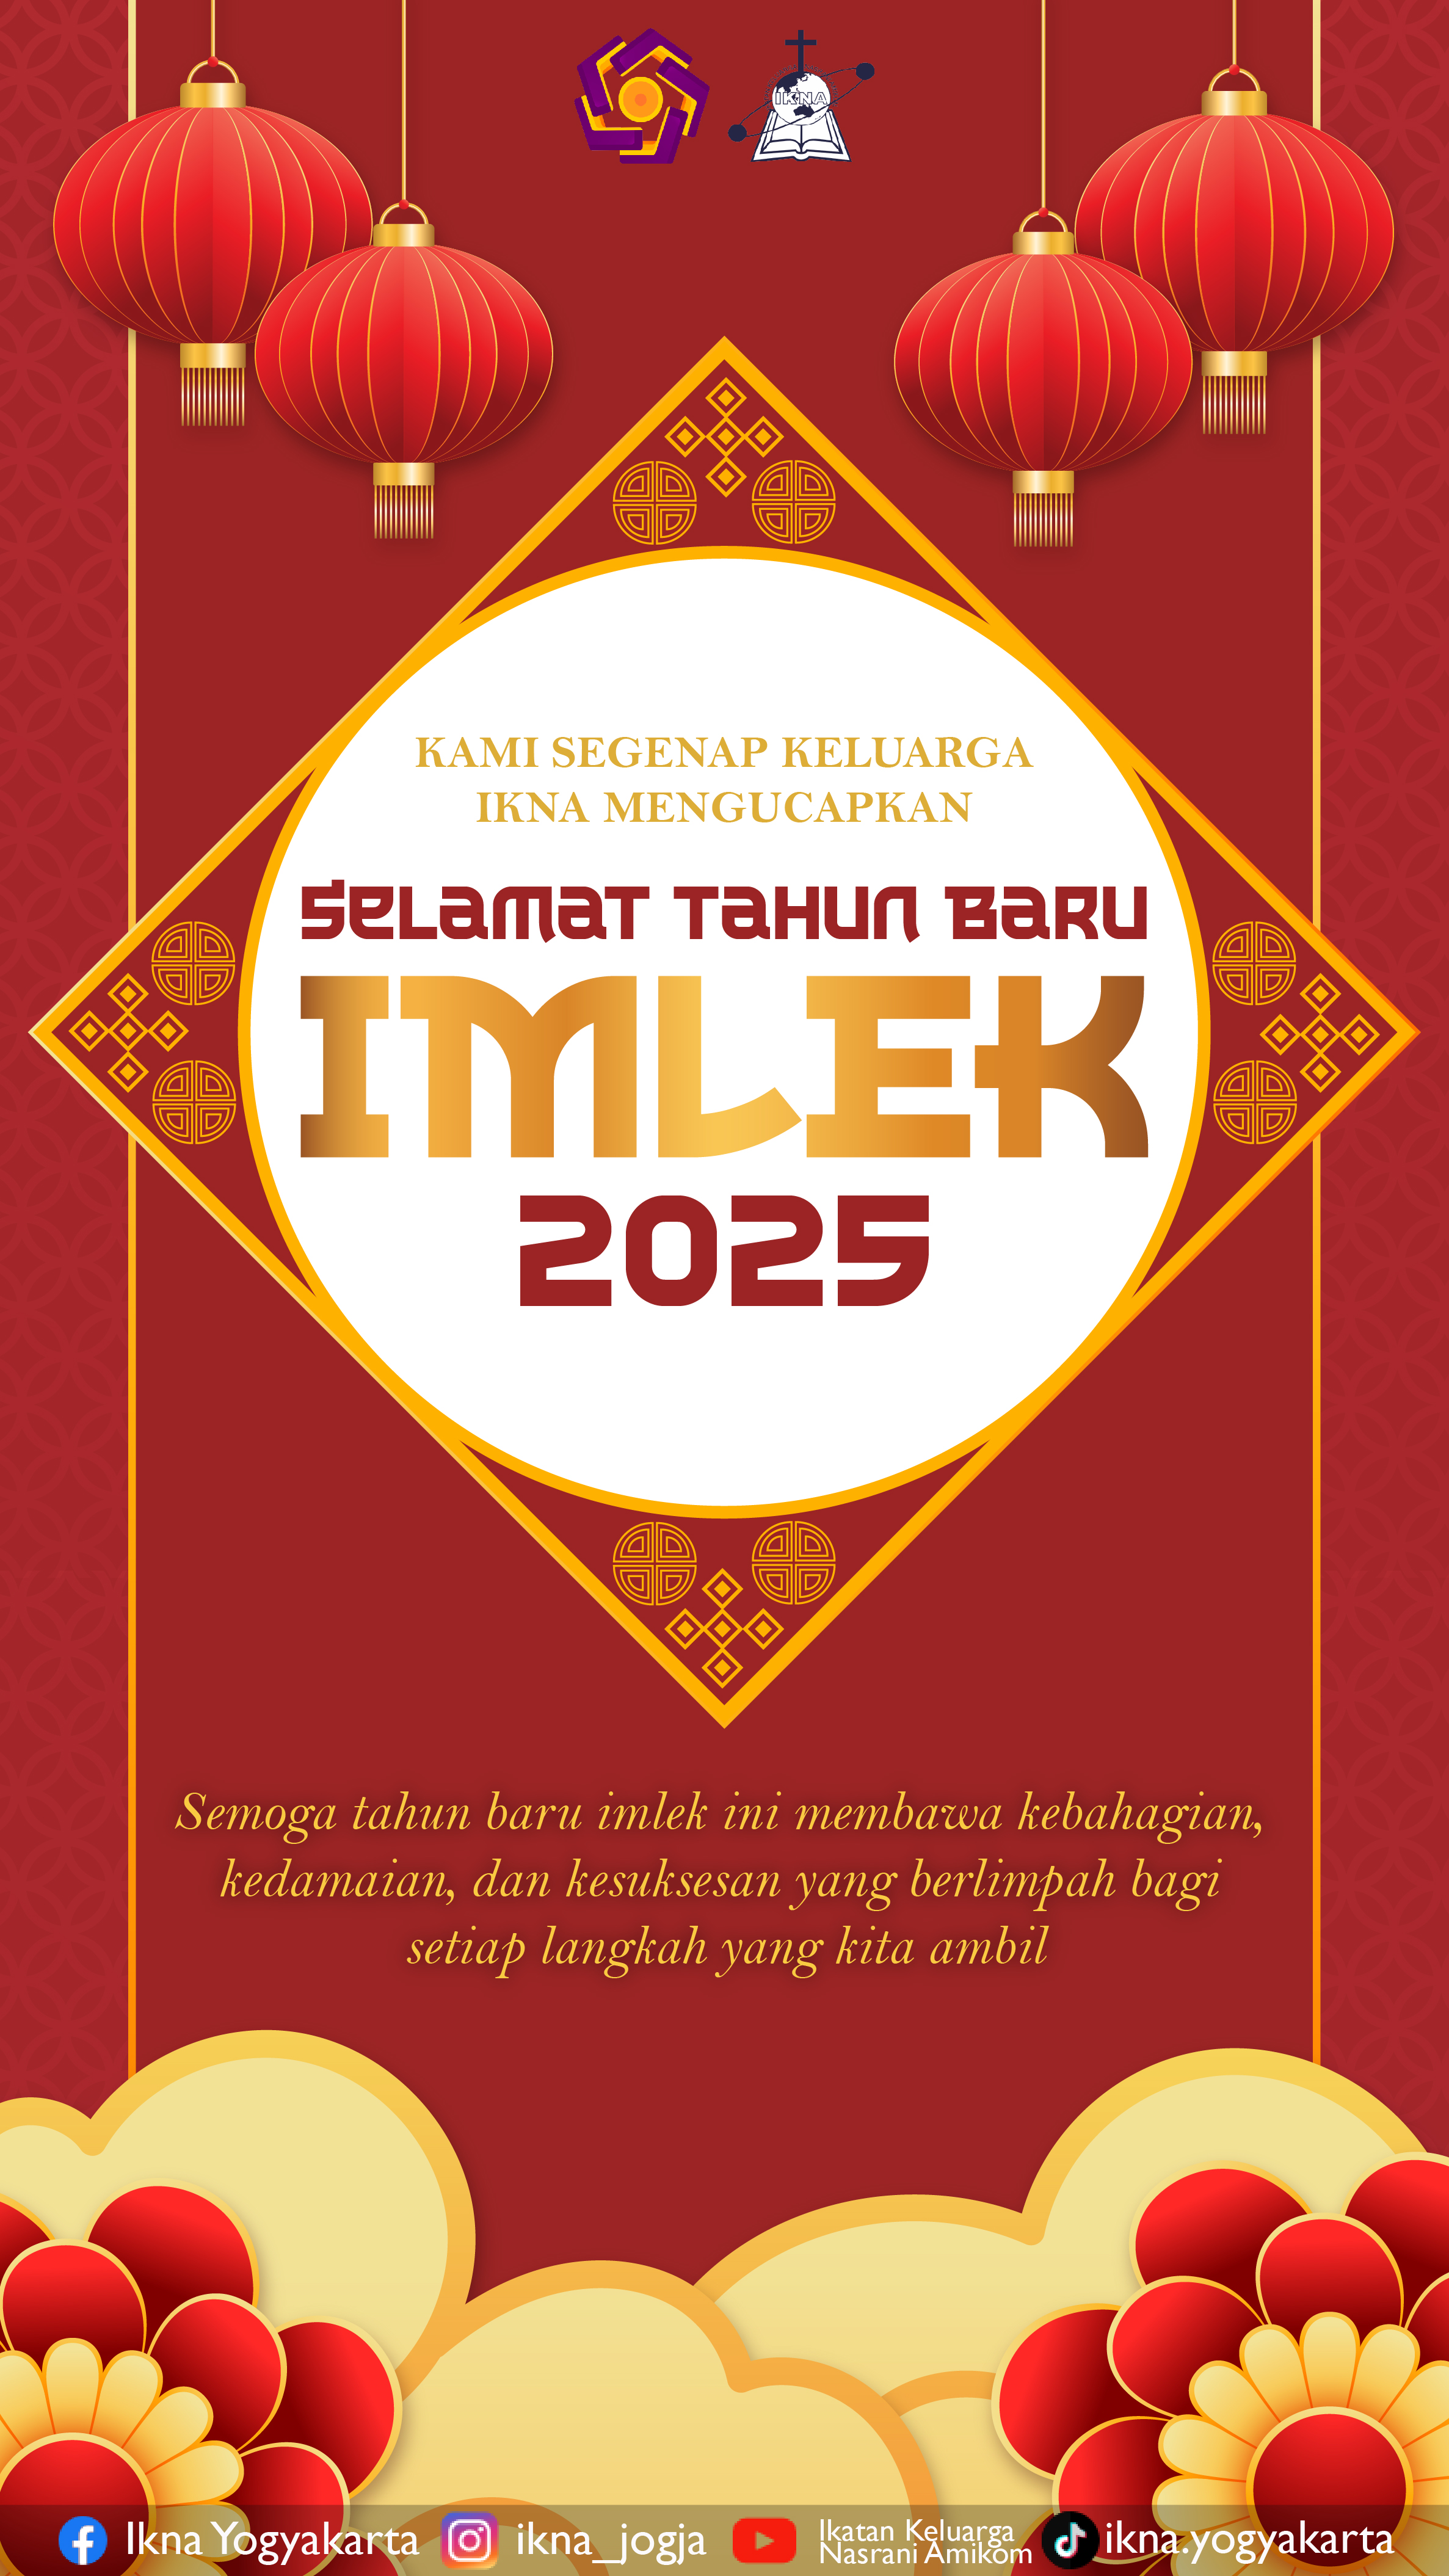 IKNA
KAMI SEGENAP KELUARGA
IKNA MENGUCAPKAN
SELAMAT TAHUN BARU
IMLEK
2025
Semoga tahun baru imlek ini membawa kebahagian,
kedamaian, dan kesuksesan yang berlimpah bagi
setiap langkah yang kita ambil
Ikna Yogyakarta
ikna_jogja
Ikatan Keluarga
Nasrani Amikom
ikna.yogyakarta